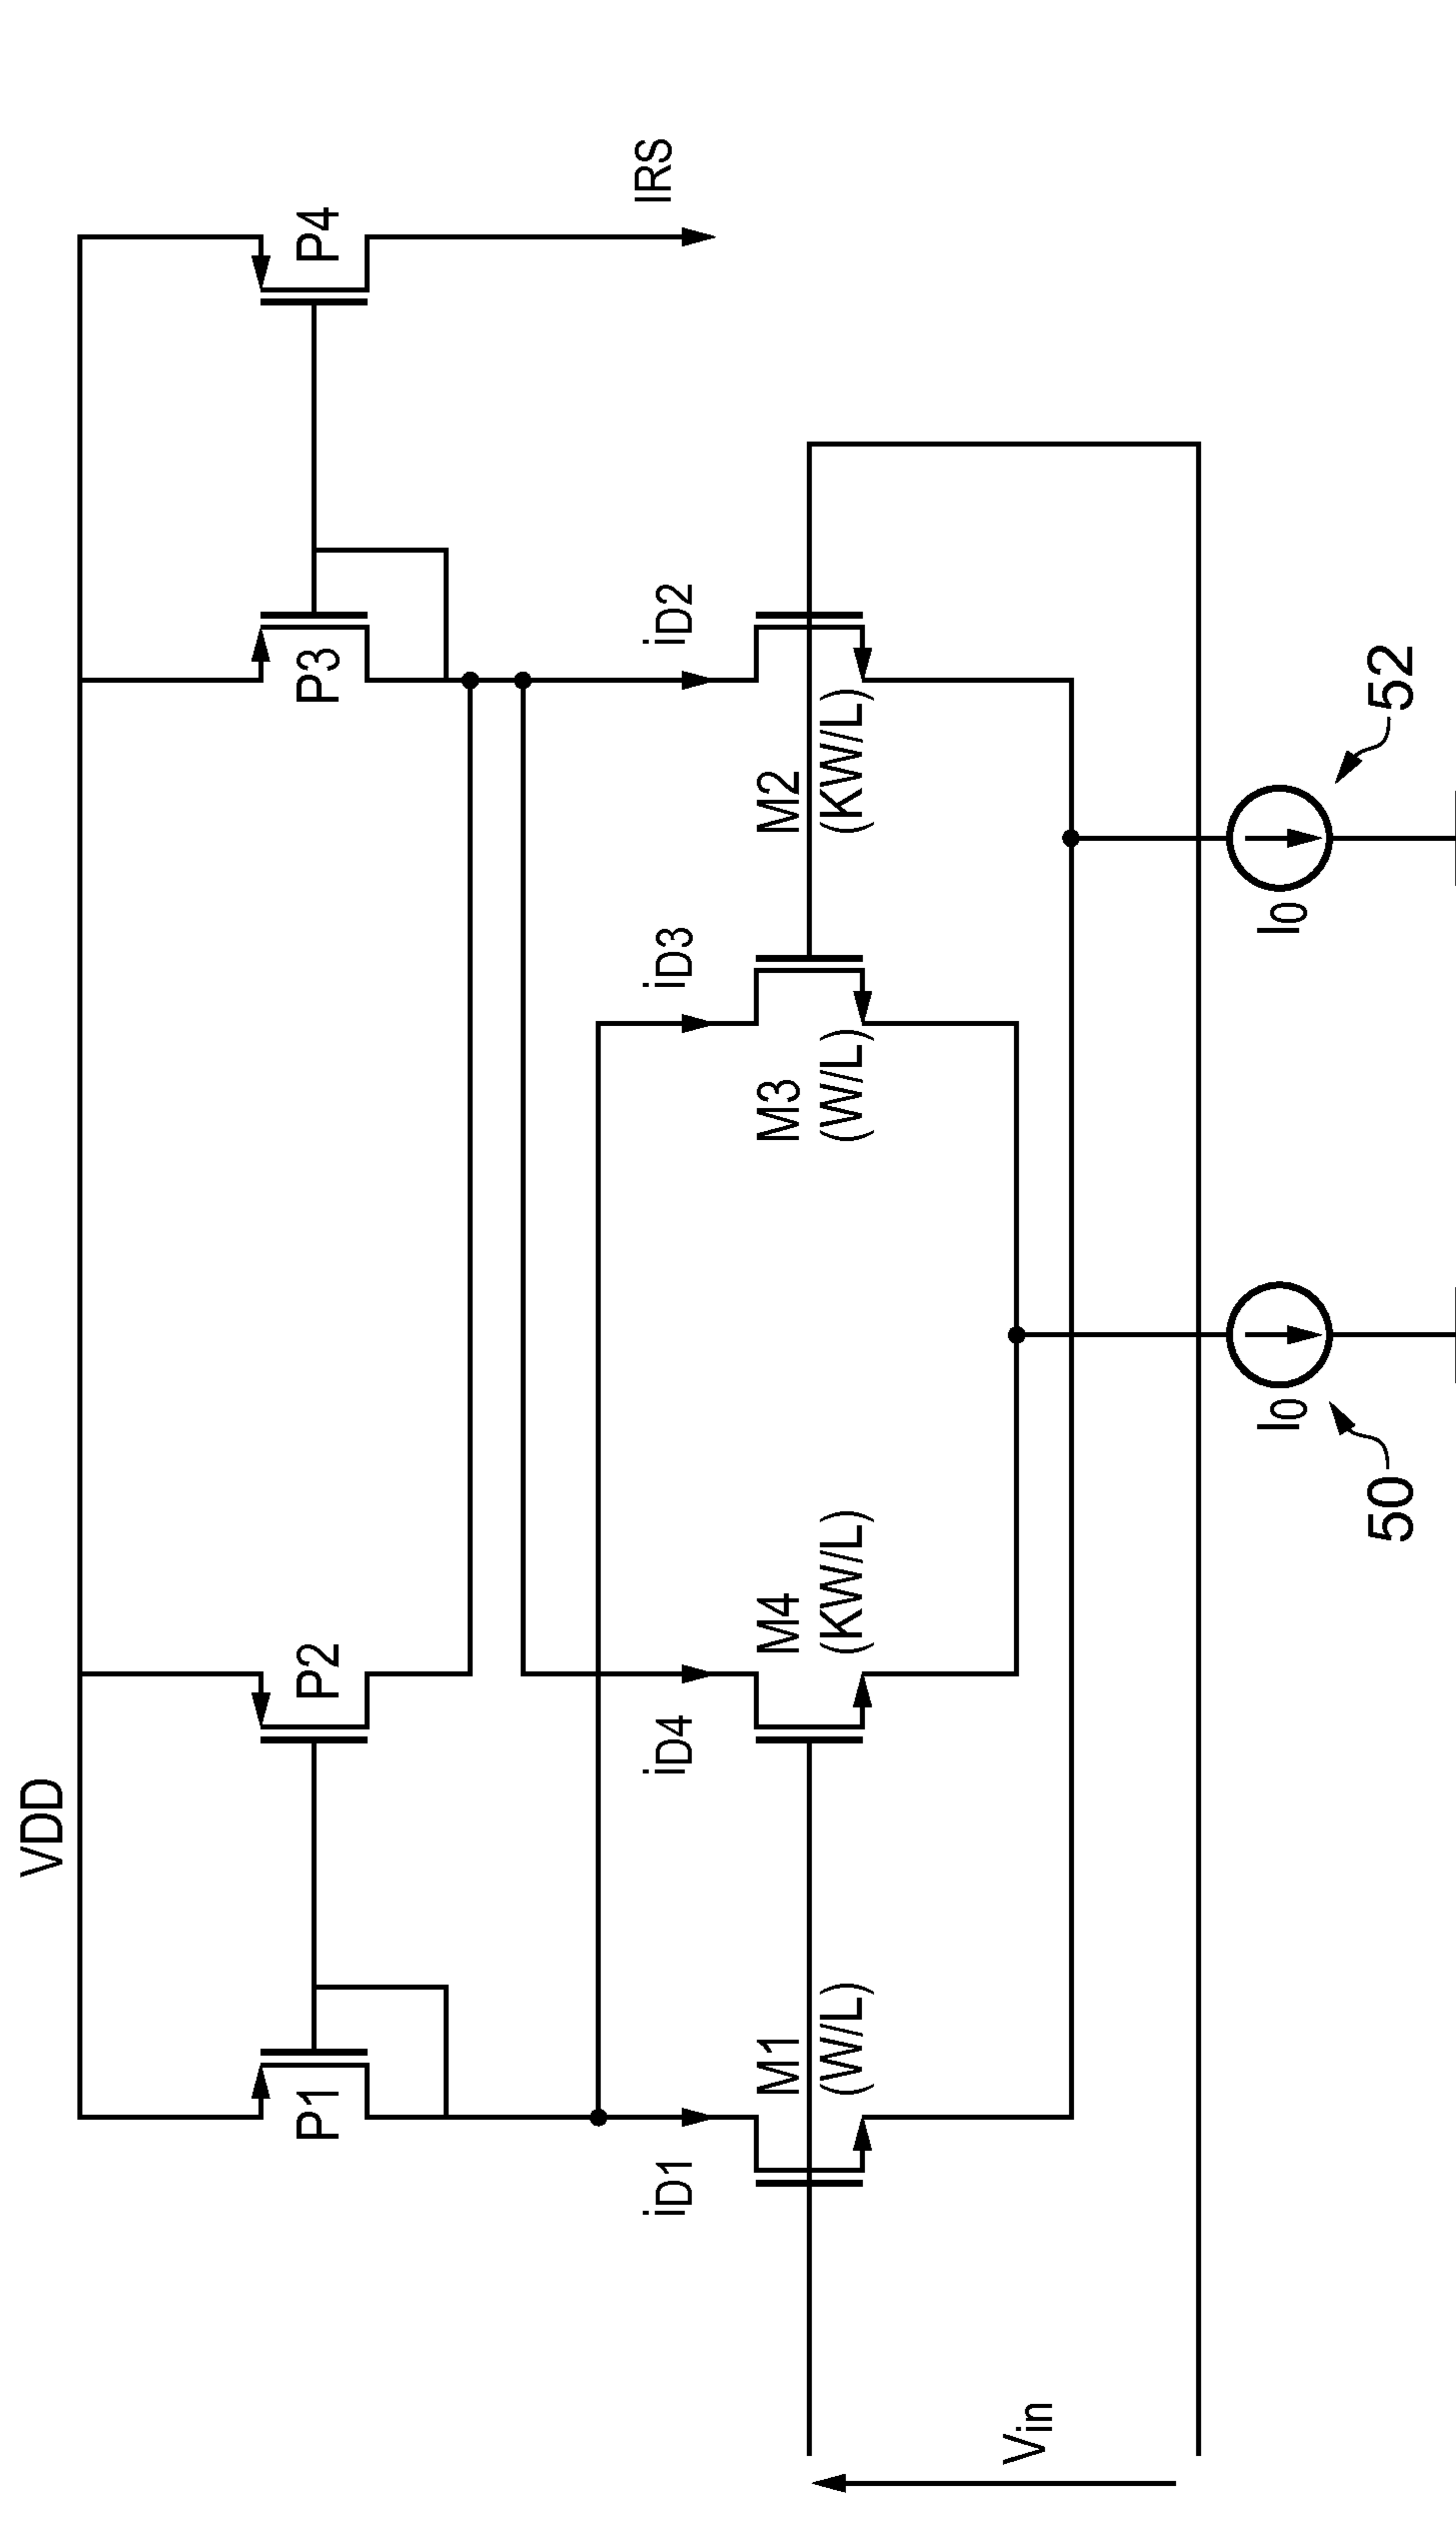 VDD
P1
P2
P3
P4
IRS
iD1
iD4
iD3
iD2
M1
(W/L)
M4
(KW/L)
M3
(W/L)
M2
(KW/L)
Vin
I0
I0
50
52